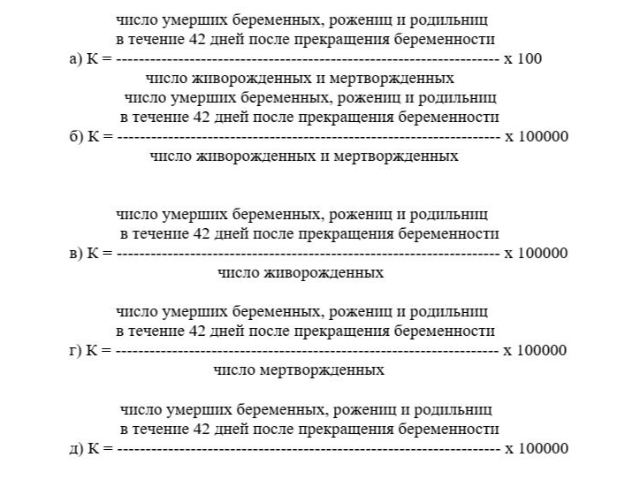 число умерших беременных, рожениц и родильниц
в течение 42 дней после прекращения беременности
а) К = -------------------------------------------------------------------- х 100
число живорожденных и мертворжденных
число умерших беременных, рожениц и родильниц
в течение 42 дней после прекращения беременности
б) К = -------------------------------------------------------------------- х 100000
число живорожденных и мертворжденных
число умерших беременных, рожениц и родильниц
в течение 42 дней после прекращения беременности
в) К = -------------------------------------------------------------------- х 100000
число живорожденных
число умерших беременных, рожениц и родильниц
в течение 42 дней после прекращения беременности
г) К = -------------------------------------------------------------------- х 100000
число мертворжденных
число умерших беременных, рожениц и родильниц
в течение 42 дней после прекращения беременности
д) К = -------------------------------------------------------------------- х 100000